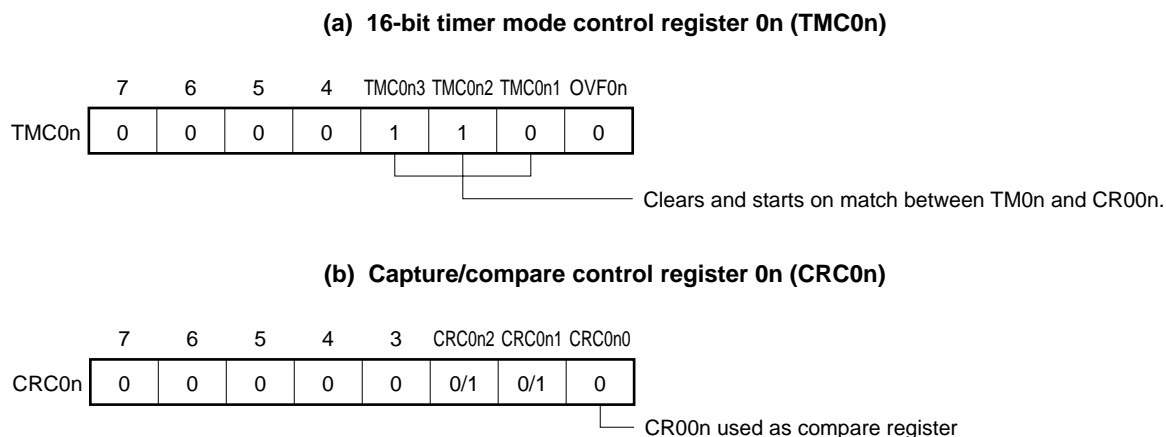 (a) 16-bit timer mode control register 0n (TMC0n)
7 6 5 4 TMC0n3 TMC0n2 TMC0n1 OVF0n
TMC0n 0 0 0 0 1 1 0 0
Clears and starts on match between TM0n and CR00n.
(b) Capture/compare control register 0n (CRC0n)
7 6 5 4 3 CRC0n2 CRC0n1 CRC0n0
CRC0n 0 0 0 0 0 0/1 0/1 0
CR00n used as compare register